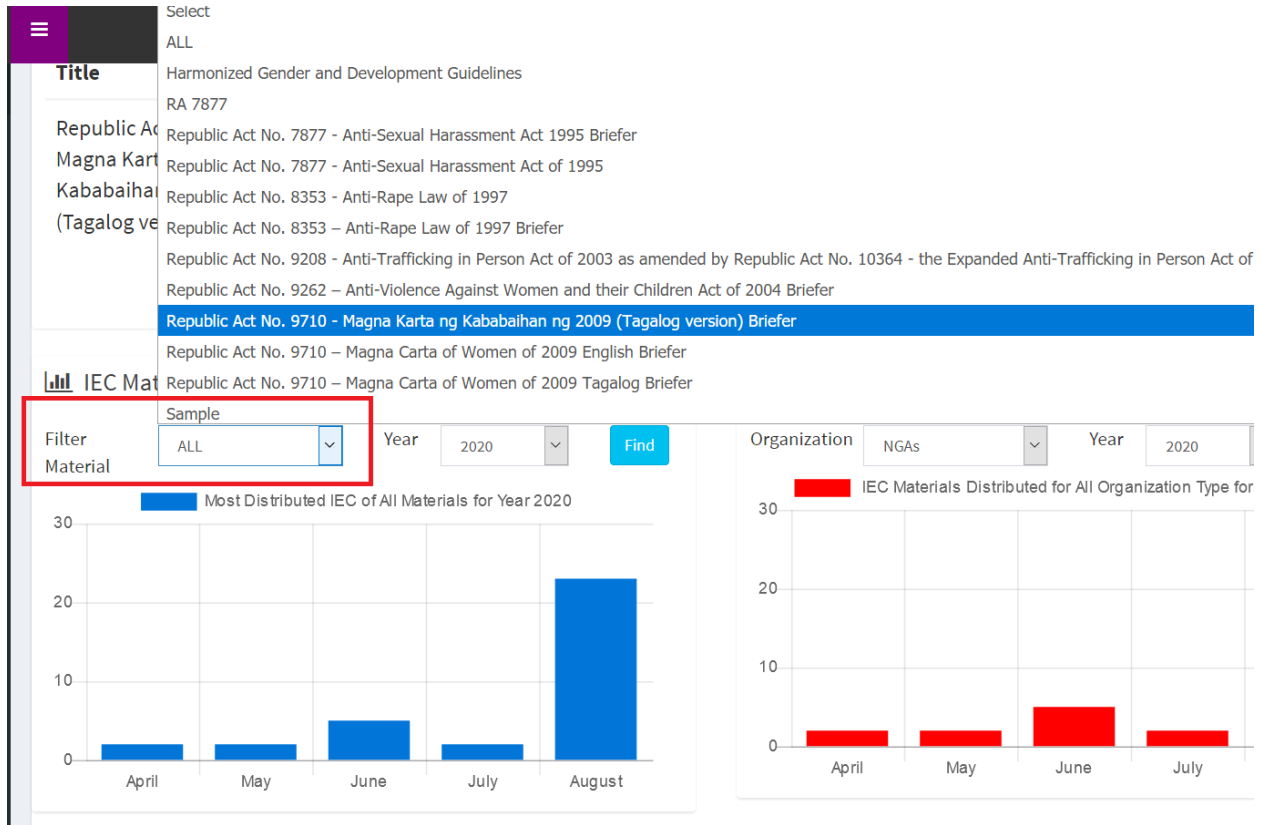 Select
ALL
Harmonized Gender and Development Guidelines
RA 7877
Republic Act No. 7877 - Anti-Sexual Harassment Act 1995 Briefer
Republic Act No. 7877 - Anti-Sexual Harassment Act of 1995
Republic Act No. 8353 - Anti-Rape Law of 1997
Republic Act No. 8353 – Anti-Rape Law of 1997 Briefer
Republic Act No. 9208 - Anti-Trafficking in Person Act of 2003 as amended by Republic Act No. 10364 - the Expanded Anti-Trafficking in Person Act of
Republic Act No. 9262 – Anti-Violence Against Women and their Children Act of 2004 Briefer
Republic Act No. 9710 - Magna Karta ng Kababaihan ng 2009 (Tagalog version) Briefer
Republic Act No. 9710 – Magna Carta of Women of 2009 English Briefer
Republic Act No. 9710 – Magna Carta of Women of 2009 Tagalog Briefer
Sample
Title
Republic Ac
Magna Kart
Kababaihan
(Tagalog ve
IEC Mat
Filter
Material
ALL
Year
2020
Find
Most Distributed IEC of All Materials for Year 2020
30
20
10
0
April May June July August
Organization
NGAs
Year
2020
IEC Materials Distributed for All Organization Type for
30
20
10
0
April May June July